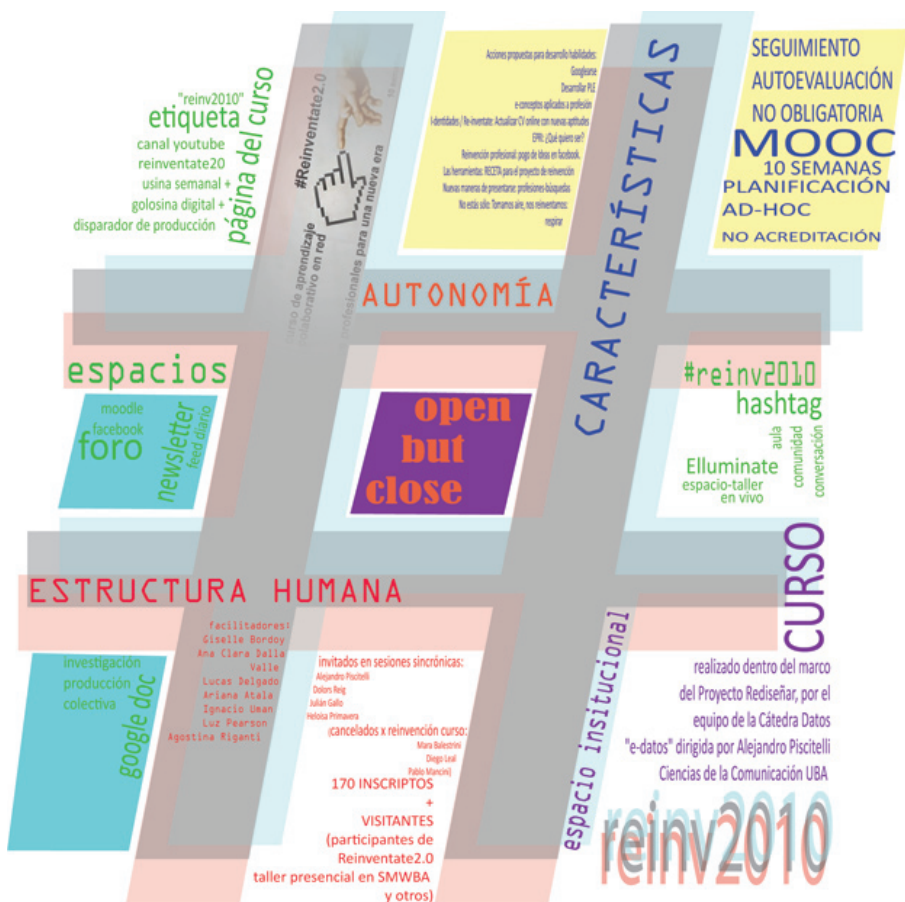 "reinv2010"
etiqueta
canal youtube
reinventate20
usina semanal +
golosina digital +
disparador de producción
página del curso
#Reinventate2.0
curso de aprendizaje
colaborativo en red
profesionales para una nueva era
Acciones propuestas para desarrollo habilidades:
Googlearse
Desarrollar PLE
e-conceptos aplicados a profesión
I-dentidades / Re-inventate: Actualizar CV online con nuevas aptitudes
EPRI: ¿Qué quiero ser?
Reinvención profesional: pago de Ideas en facebook.
Las herramientas: RECETA para el proyecto de reinvención
Nuevas maneras de presentarse: profesiones-búsquedas
No estás sólo: Tomamos aire, nos reinventamos:
respirar
CARACTERÍSTICAS
SEGUIMIENTO
AUTOEVALUACIÓN
NO OBLIGATORIA
MOOC
10 SEMANAS
PLANIFICACIÓN
AD-HOC
NO ACREDITACIÓN
AUTONOMÍA
espacios
moodle
facebook
foro
newsletter
feed diario
open
but
close
#reinv2010
hashtag
aula
comunidad
conversación
Elluminate
espacio-taller
en vivo
ESTRUCTURA HUMANA
facilitadores:
Giselle Bordoy
Ana Clara Dalla
Valle
Lucas Delgado
Ariana Atala
Ignacio Uman
Luz Pearson
Agostina Riganti
investigación
producción
colectiva
google doc
invitados en sesiones sincrónicas:
Alejandro Piscitelli
Dolors Reig
Julián Gallo
Heloisa Primavera
(cancelados x reinvención curso:
Mara Balestrini
Diego Leal
Pablo Mancini)
170 INSCRIPTOS
+
VISITANTES
(participantes de
Reinventate2.0
taller presencial en SMWBA
y otros)
espacio insitucional
CURSO
realizado dentro del marco
del Proyecto Rediseñar, por el
equipo de la Cátedra Datos
"e-datos" dirigida por Alejandro Piscitelli
Ciencias de la Comunicación UBA
reinv2010